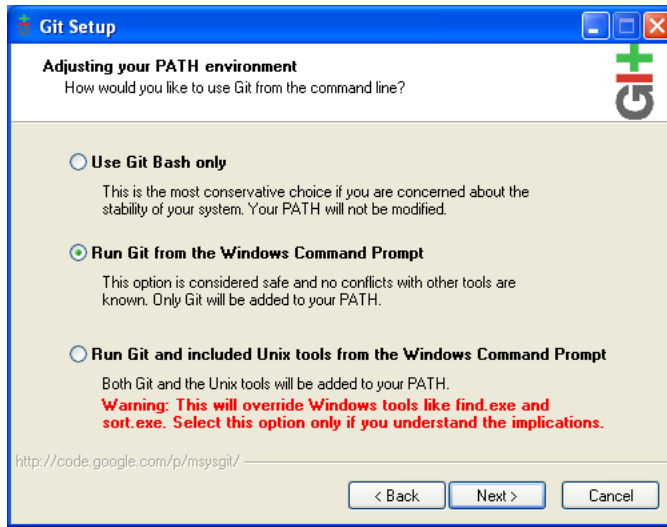 Git Setup
Adjusting your PATH environment
How would you like to use Git from the command line?
GIt
Use Git Bash only
This is the most conservative choice if you are concerned about the
stability of your system. Your PATH will not be modified.
Run Git from the Windows Command Prompt
This option is considered safe and no conflicts with other tools are
known. Only Git will be added to your PATH.
Run Git and included Unix tools from the Windows Command Prompt
Both Git and the Unix tools will be added to your PATH.
Warning: This will override Windows tools like find.exe and
sort.exe. Select this option only if you understand the implications.
http://code.google.com/p/msysgit/
< Back
Next >
Cancel